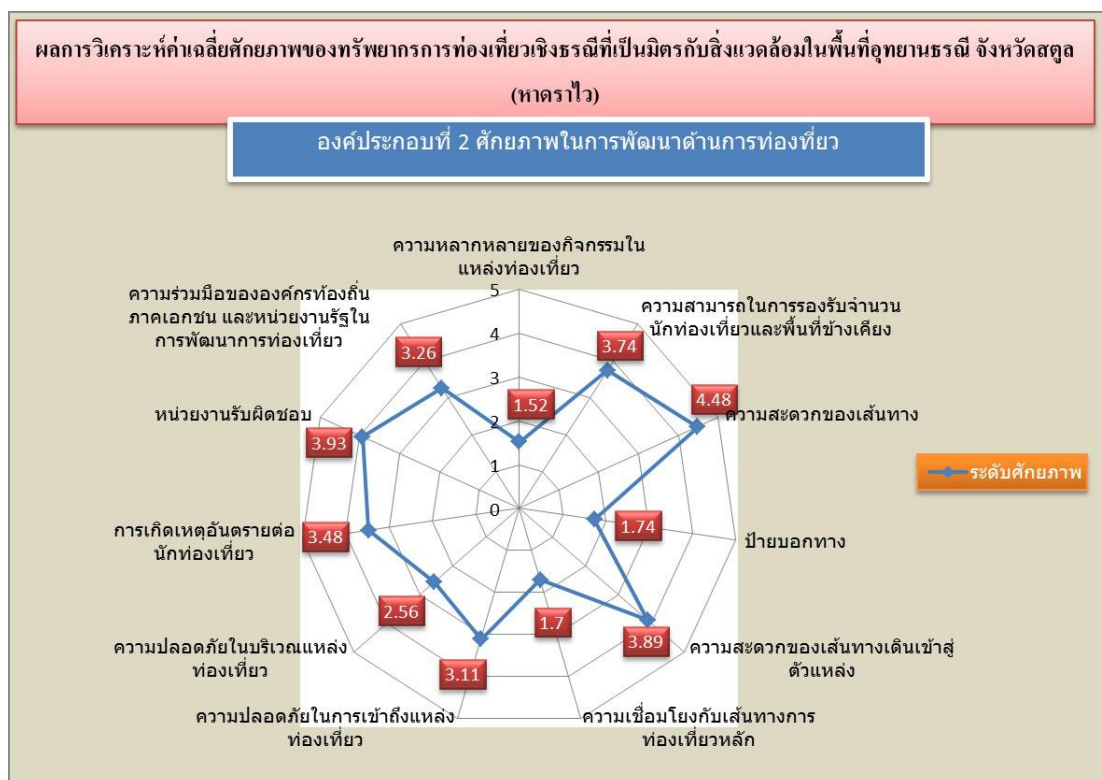 ผลการวิเคราะห์ค่าเฉลี่ยศักยภาพของทรัพยากรการท่องเที่ยวเชิงธรณีที่เป็นมิตรกับสิ่งแวดล้อมในพื้นที่อุทยานธรณี จังหวัดสตูล
(หาดราไว)
องค์ประกอบที่ 2 ศักยภาพในการพัฒนาด้านการท่องเที่ยว
ความหลากหลายของกิจกรรมใน
แหล่งท่องเที่ยว
ความสามารถในการรองรับจำนวน
นักท่องเที่ยวและพื้นที่ข้างเคียง
ความสะดวกของเส้นทาง
ป้ายบอกทาง
ความสะดวกของเส้นทางเดินเข้าสู่
ตัวแหล่ง
ความเชื่อมโยงกับเส้นทางการ
ท่องเที่ยวหลัก
ความปลอดภัยในการเข้าถึงแหล่ง
ท่องเที่ยว
ความปลอดภัยในบริเวณแหล่ง
ท่องเที่ยว
การเกิดเหตุอันตรายต่อ
นักท่องเที่ยว
หน่วยงานรับผิดชอบ
ความร่วมมือขององค์กรท้องถิ่น
ภาคเอกชน และหน่วยงานรัฐใน
การพัฒนาการท่องเที่ยว
5
4
3
2
1
0
1.52
3.74
4.48
1.74
3.89
1.7
3.11
2.56
3.48
3.93
3.26
ระดับศักยภาพ